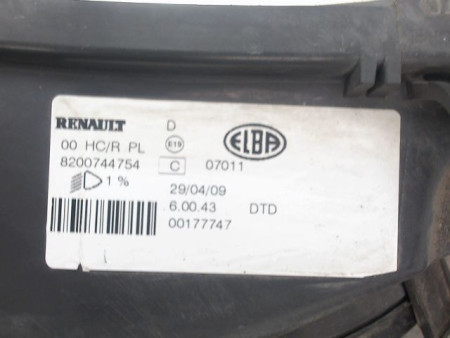 RENAULT D ELBA
00 HC/R PL E19
8200744754 C 07011
1 % 29/04/09
6.00.43 DTD
00177747